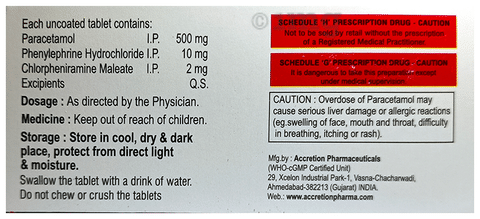 Each uncoated tablet contains:
Paracetamol I.P. 500 mg
Phenylephrine Hydrochloride I.P. 10 mg
Chlorpheniramine Maleate I.P. 2 mg
Excipients Q.S.
Dosage : As directed by the Physician.
Medicine : Keep out of reach of children.
Storage : Store in cool, dry & dark
place, protect from direct light
& moisture.
Swallow the tablet with a drink of water.
Do not chew or crush the tablets
SCHEDULE 'H' PRESCRIPTION DRUG - CAUTION
Not to be sold by retail without the prescription
of a Registered Medical Practitioner.
SCHEDULE 'G' PRESCRIPTION DRUG - CAUTION
It is dangerous to take this preparation except
under medical supervision.
CAUTION : Overdose of Paracetamol may
cause serious liver damage or allergic reactions
(eg.swelling of face, mouth and throat, difficulty
in breathing, itching or rash).
Mfg.by : Accretion Pharmaceuticals
(WHO-cGMP Certified Unit)
29, Xcelon Industrial Park-1, Vasna-Chacharwadi,
Ahmedabad-382213 (Gujarat) INDIA.
Web.: www.accretionpharma.com